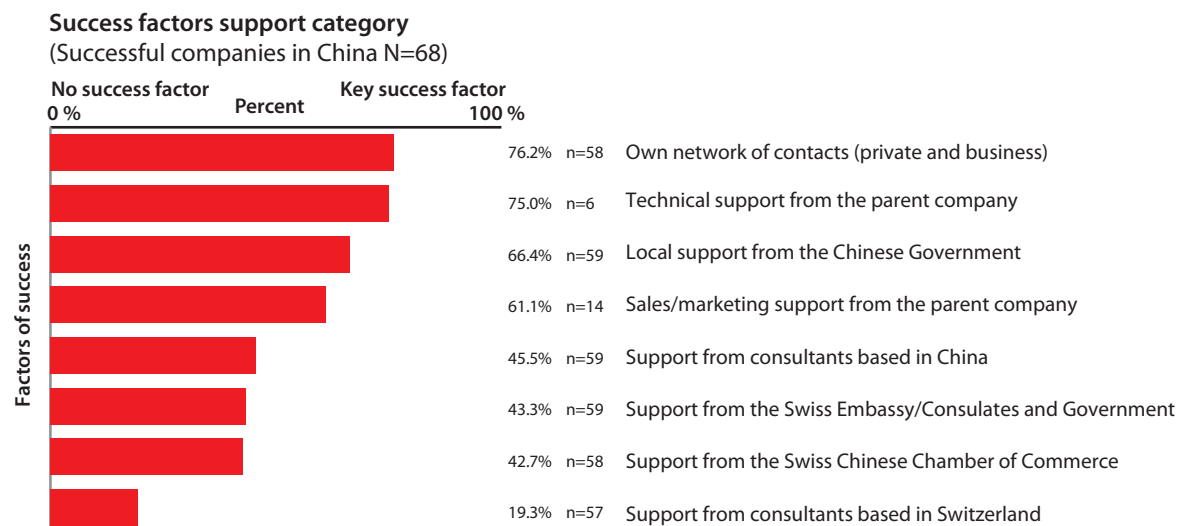 Success factors support category
(Successful companies in China N=68)
No success factor Key success factor
0 % Percent 100 %
Factors of success
76.2% n=58 Own network of contacts (private and business)
75.0% n=6 Technical support from the parent company
66.4% n=59 Local support from the Chinese Government
61.1% n=14 Sales/marketing support from the parent company
45.5% n=59 Support from consultants based in China
43.3% n=59 Support from the Swiss Embassy/Consulates and Government
42.7% n=58 Support from the Swiss Chinese Chamber of Commerce
19.3% n=57 Support from consultants based in Switzerland